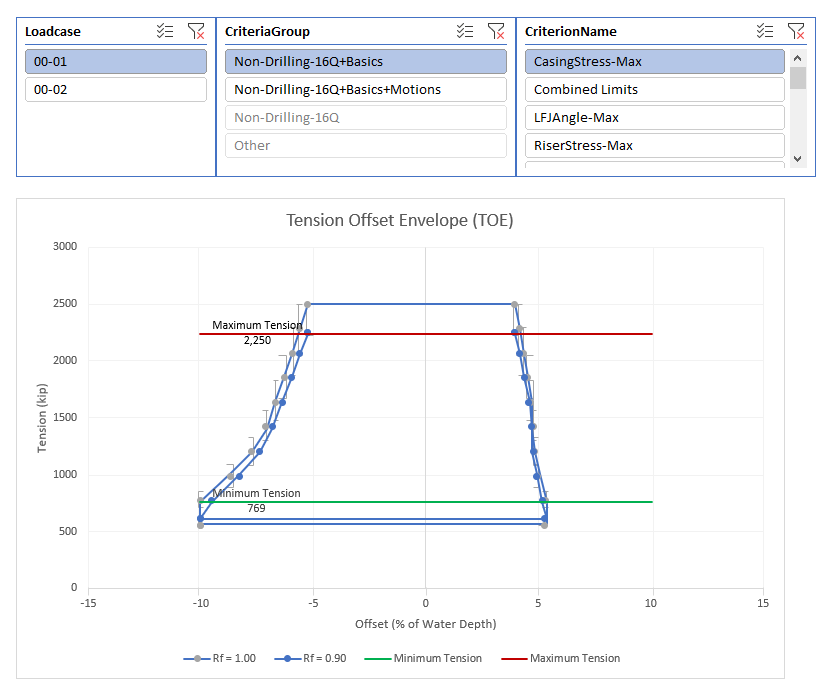 Loadcase
00-01
00-02
CriteriaGroup
Non-Drilling-16Q+Basics
Non-Drilling-16Q+Basics+Motions
Non-Drilling-16Q
Other
CriterionName
CasingStress-Max
Combined Limits
LFJAngle-Max
RiserStress-Max
Tension Offset Envelope (TOE)
3000
2500
2000
1500
1000
500
0
Tension (kip)
Maximum Tension
2,250
Minimum Tension
769
-15
-10
-5
0
5
10
15
Offset (% of Water Depth)
Rf = 1.00
Rf = 0.90
Minimum Tension
Maximum Tension